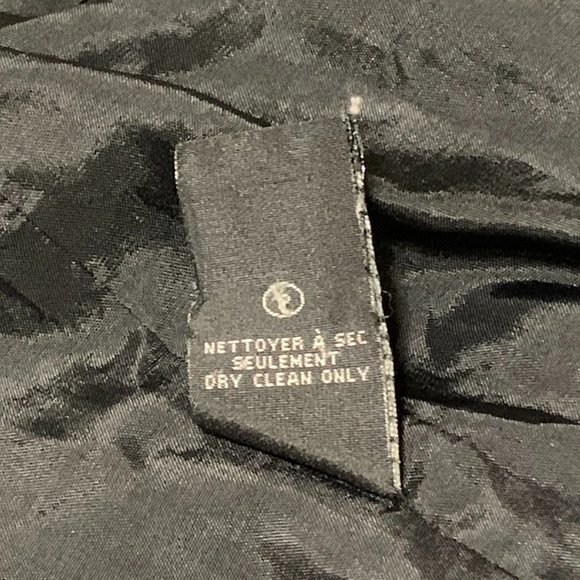 NETTOYER À SEC
SEULEMENT
DRY CLEAN ONLY